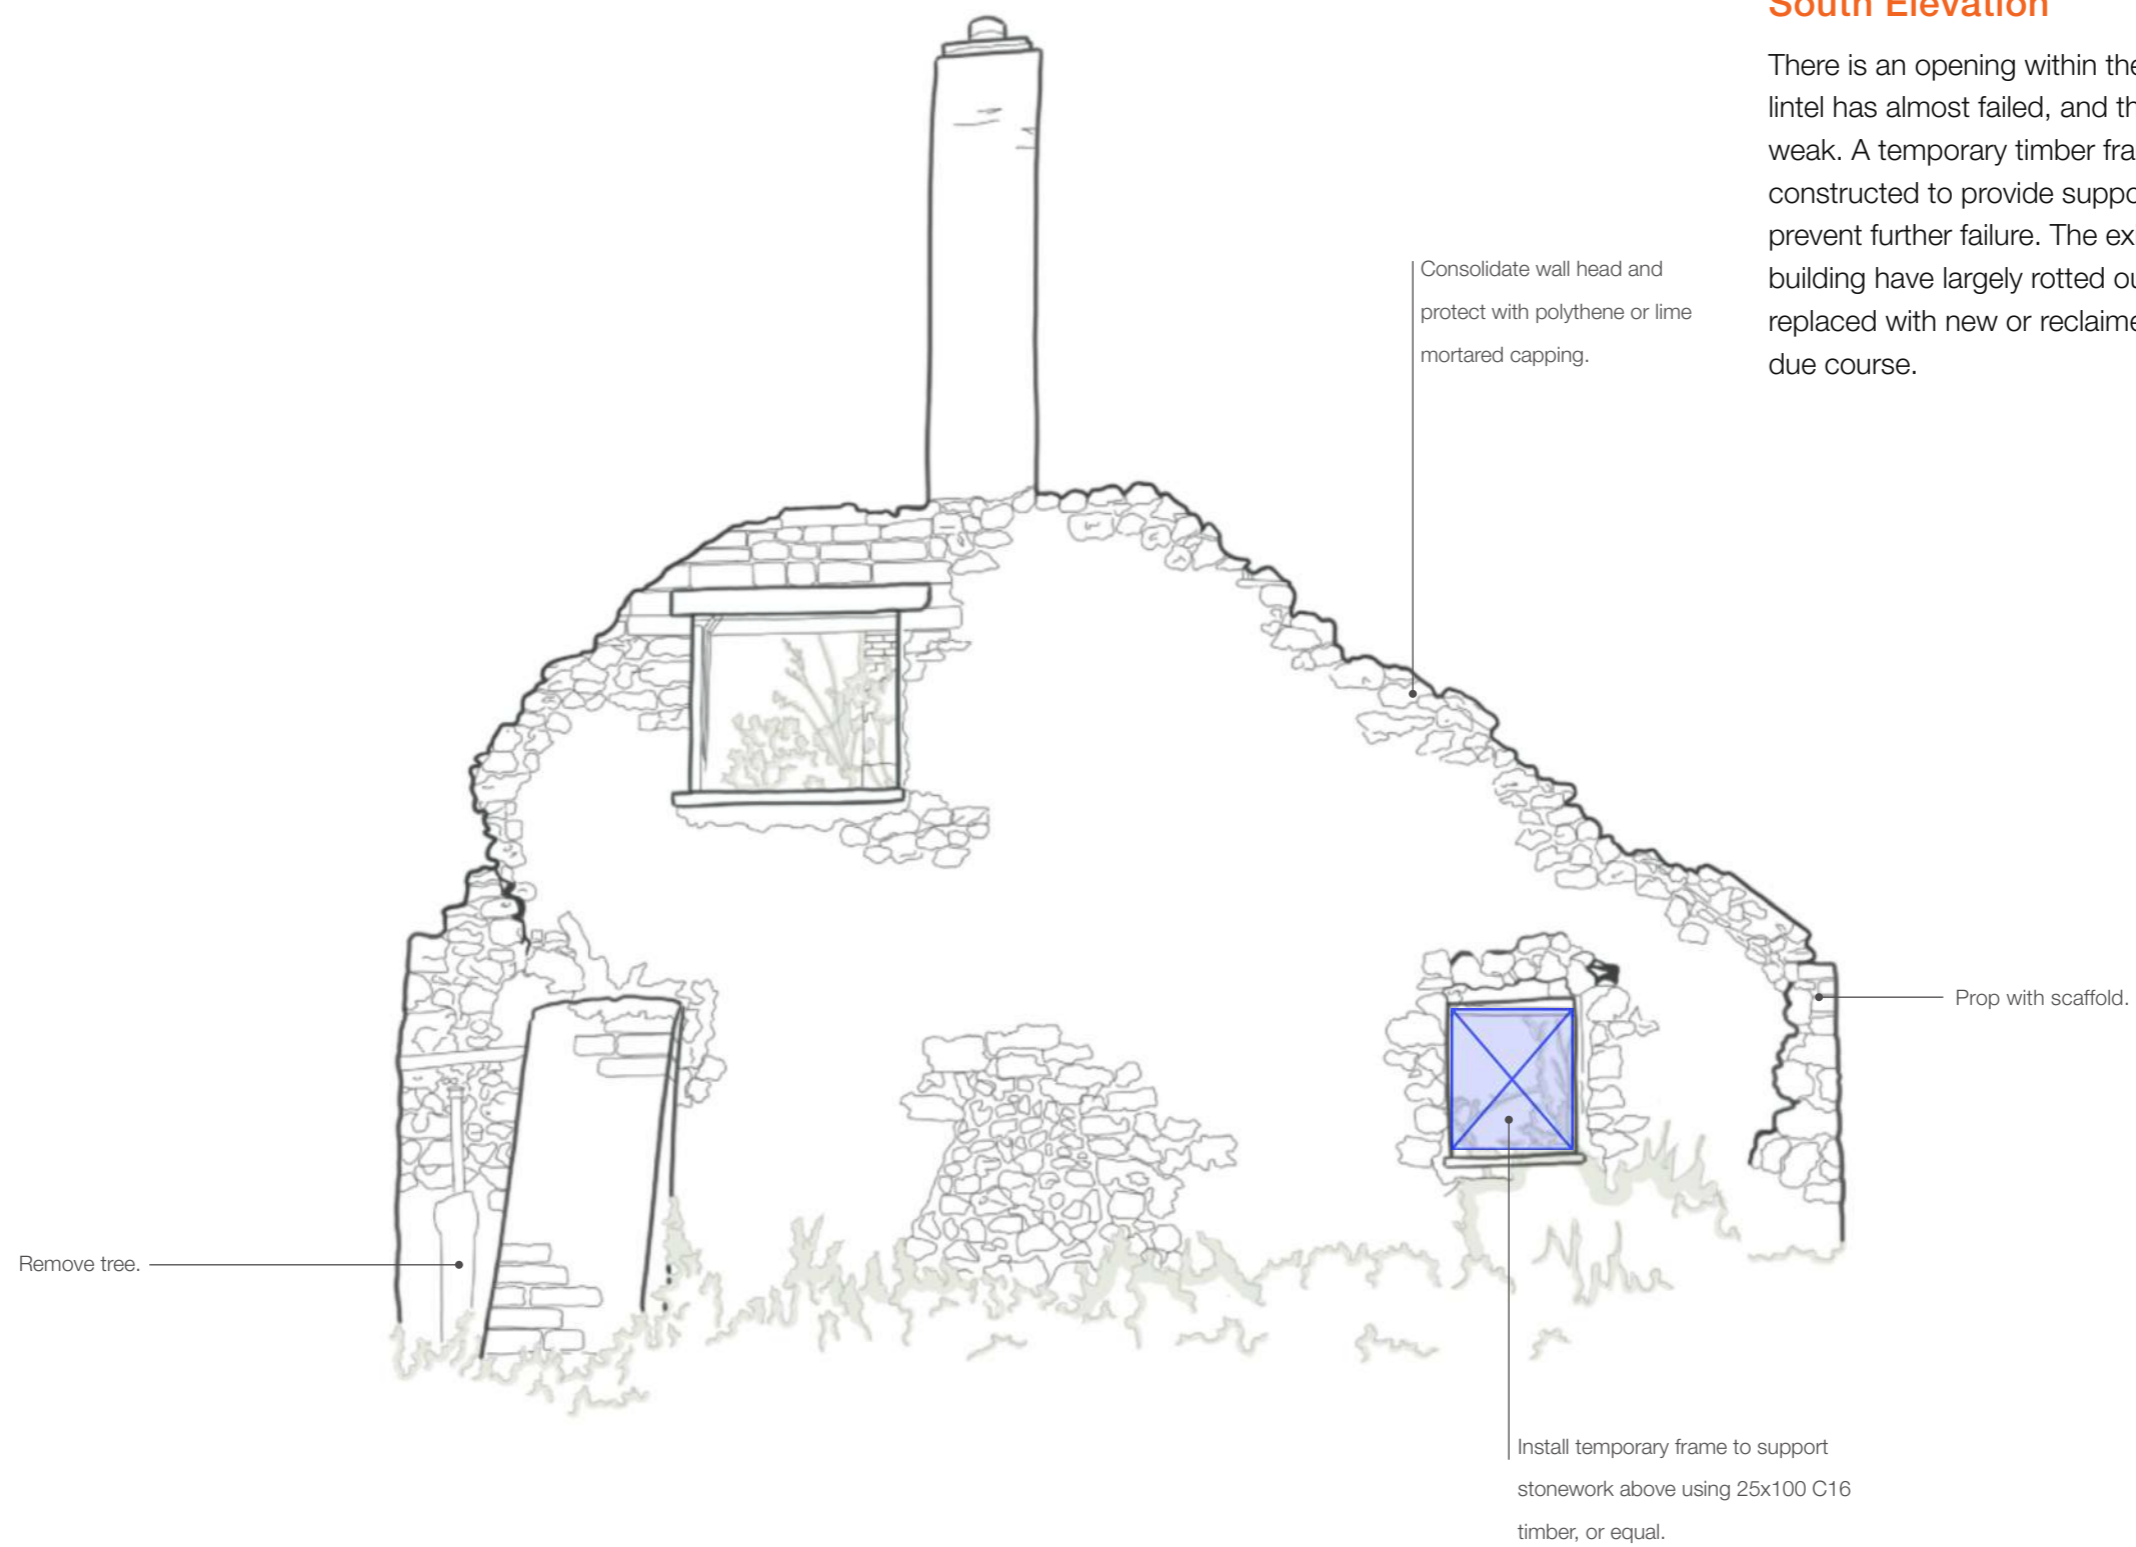 South Elevation
There is an opening within the
lintel has almost failed, and th
weak. A temporary timber fra
constructed to provide suppo
prevent further failure. The ex
building have largely rotted ou
replaced with new or reclaime
due course.
Consolidate wall head and
protect with polythene or lime
mortared capping.
Prop with scaffold.
Remove tree.
Install temporary frame to support
stonework above using 25x100 C16
timber, or equal.